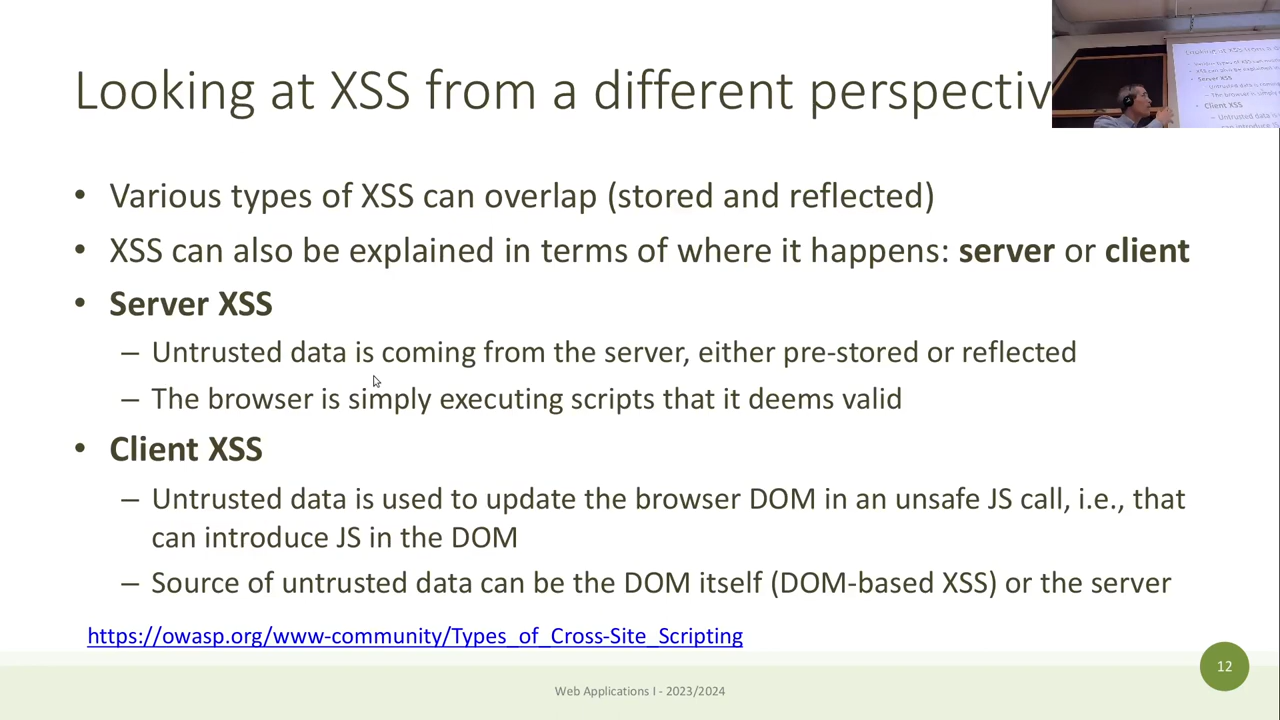 Looking at XSS from a different perspectiv
• Various types of XSS can overlap (stored and reflected)
• XSS can also be explained in terms of where it happens: server or client
• Server XSS
– Untrusted data is coming from the server, either pre-stored or reflected
– The browser is simply executing scripts that it deems valid
• Client XSS
– Untrusted data is used to update the browser DOM in an unsafe JS call, i.e., that
can introduce JS in the DOM
– Source of untrusted data can be the DOM itself (DOM-based XSS) or the server
https://owasp.org/www-community/Types_of_Cross-Site_Scripting
12
Web Applications I - 2023/2024
Server XSS
Client XSS